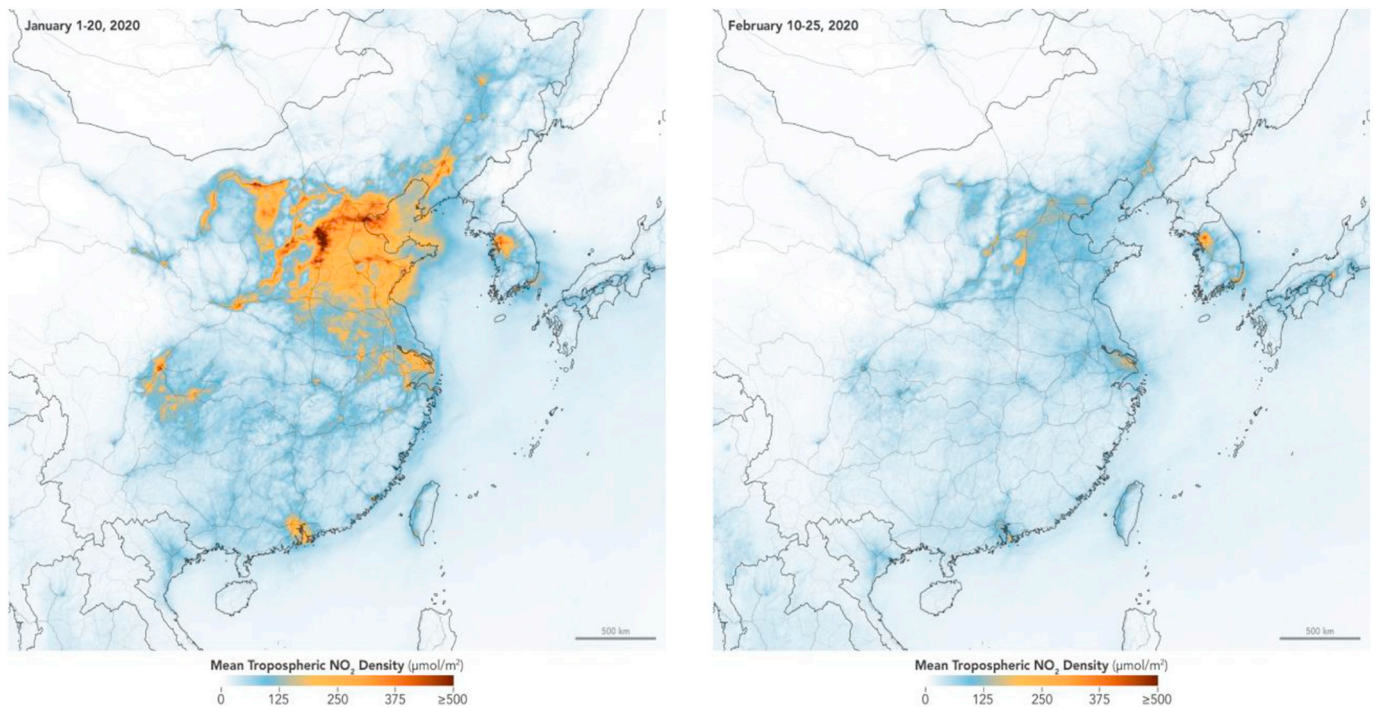 January 1-20, 2020
500 km
Mean Tropospheric NO₂ Density (μmol/m²)
0 125 250 375 ≥500
February 10-25, 2020
500 km
Mean Tropospheric NO₂ Density (μmol/m²)
0 125 250 375 ≥500